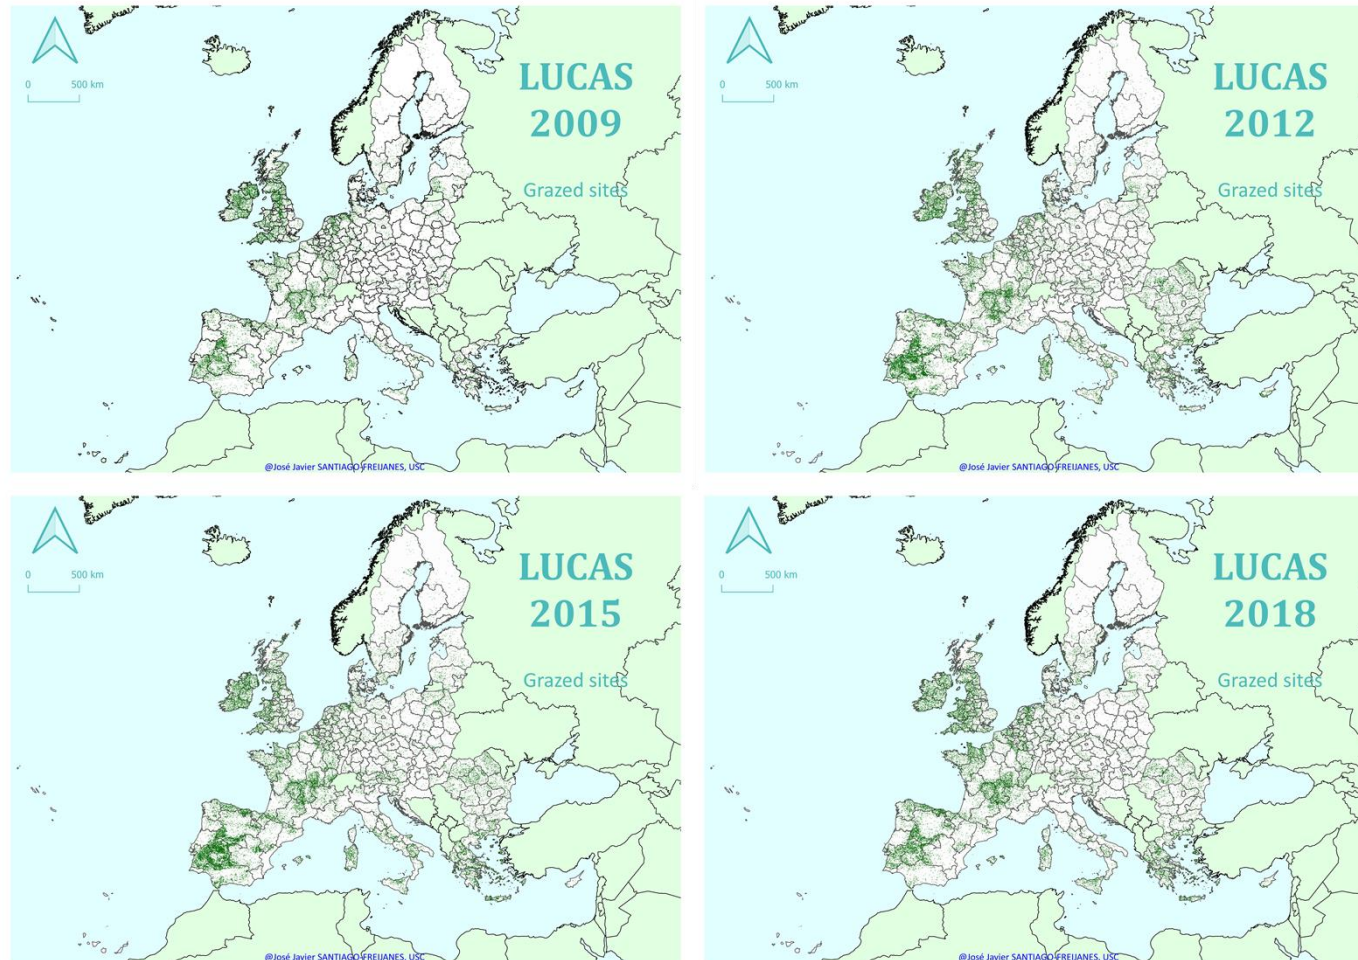 LUCAS
2009
0 500 km
Grazed sites
@José Javier SANTIAGO-FREIJANES, USC
LUCAS
2012
0 500 km
Grazed sites
@José Javier SANTIAGO-FREIJANES, USC
LUCAS
2015
0 500 km
Grazed sites
@José Javier SANTIAGO-FREIJANES, USC
LUCAS
2018
0 500 km
Grazed sites
@José Javier SANTIAGO-FREIJANES, USC